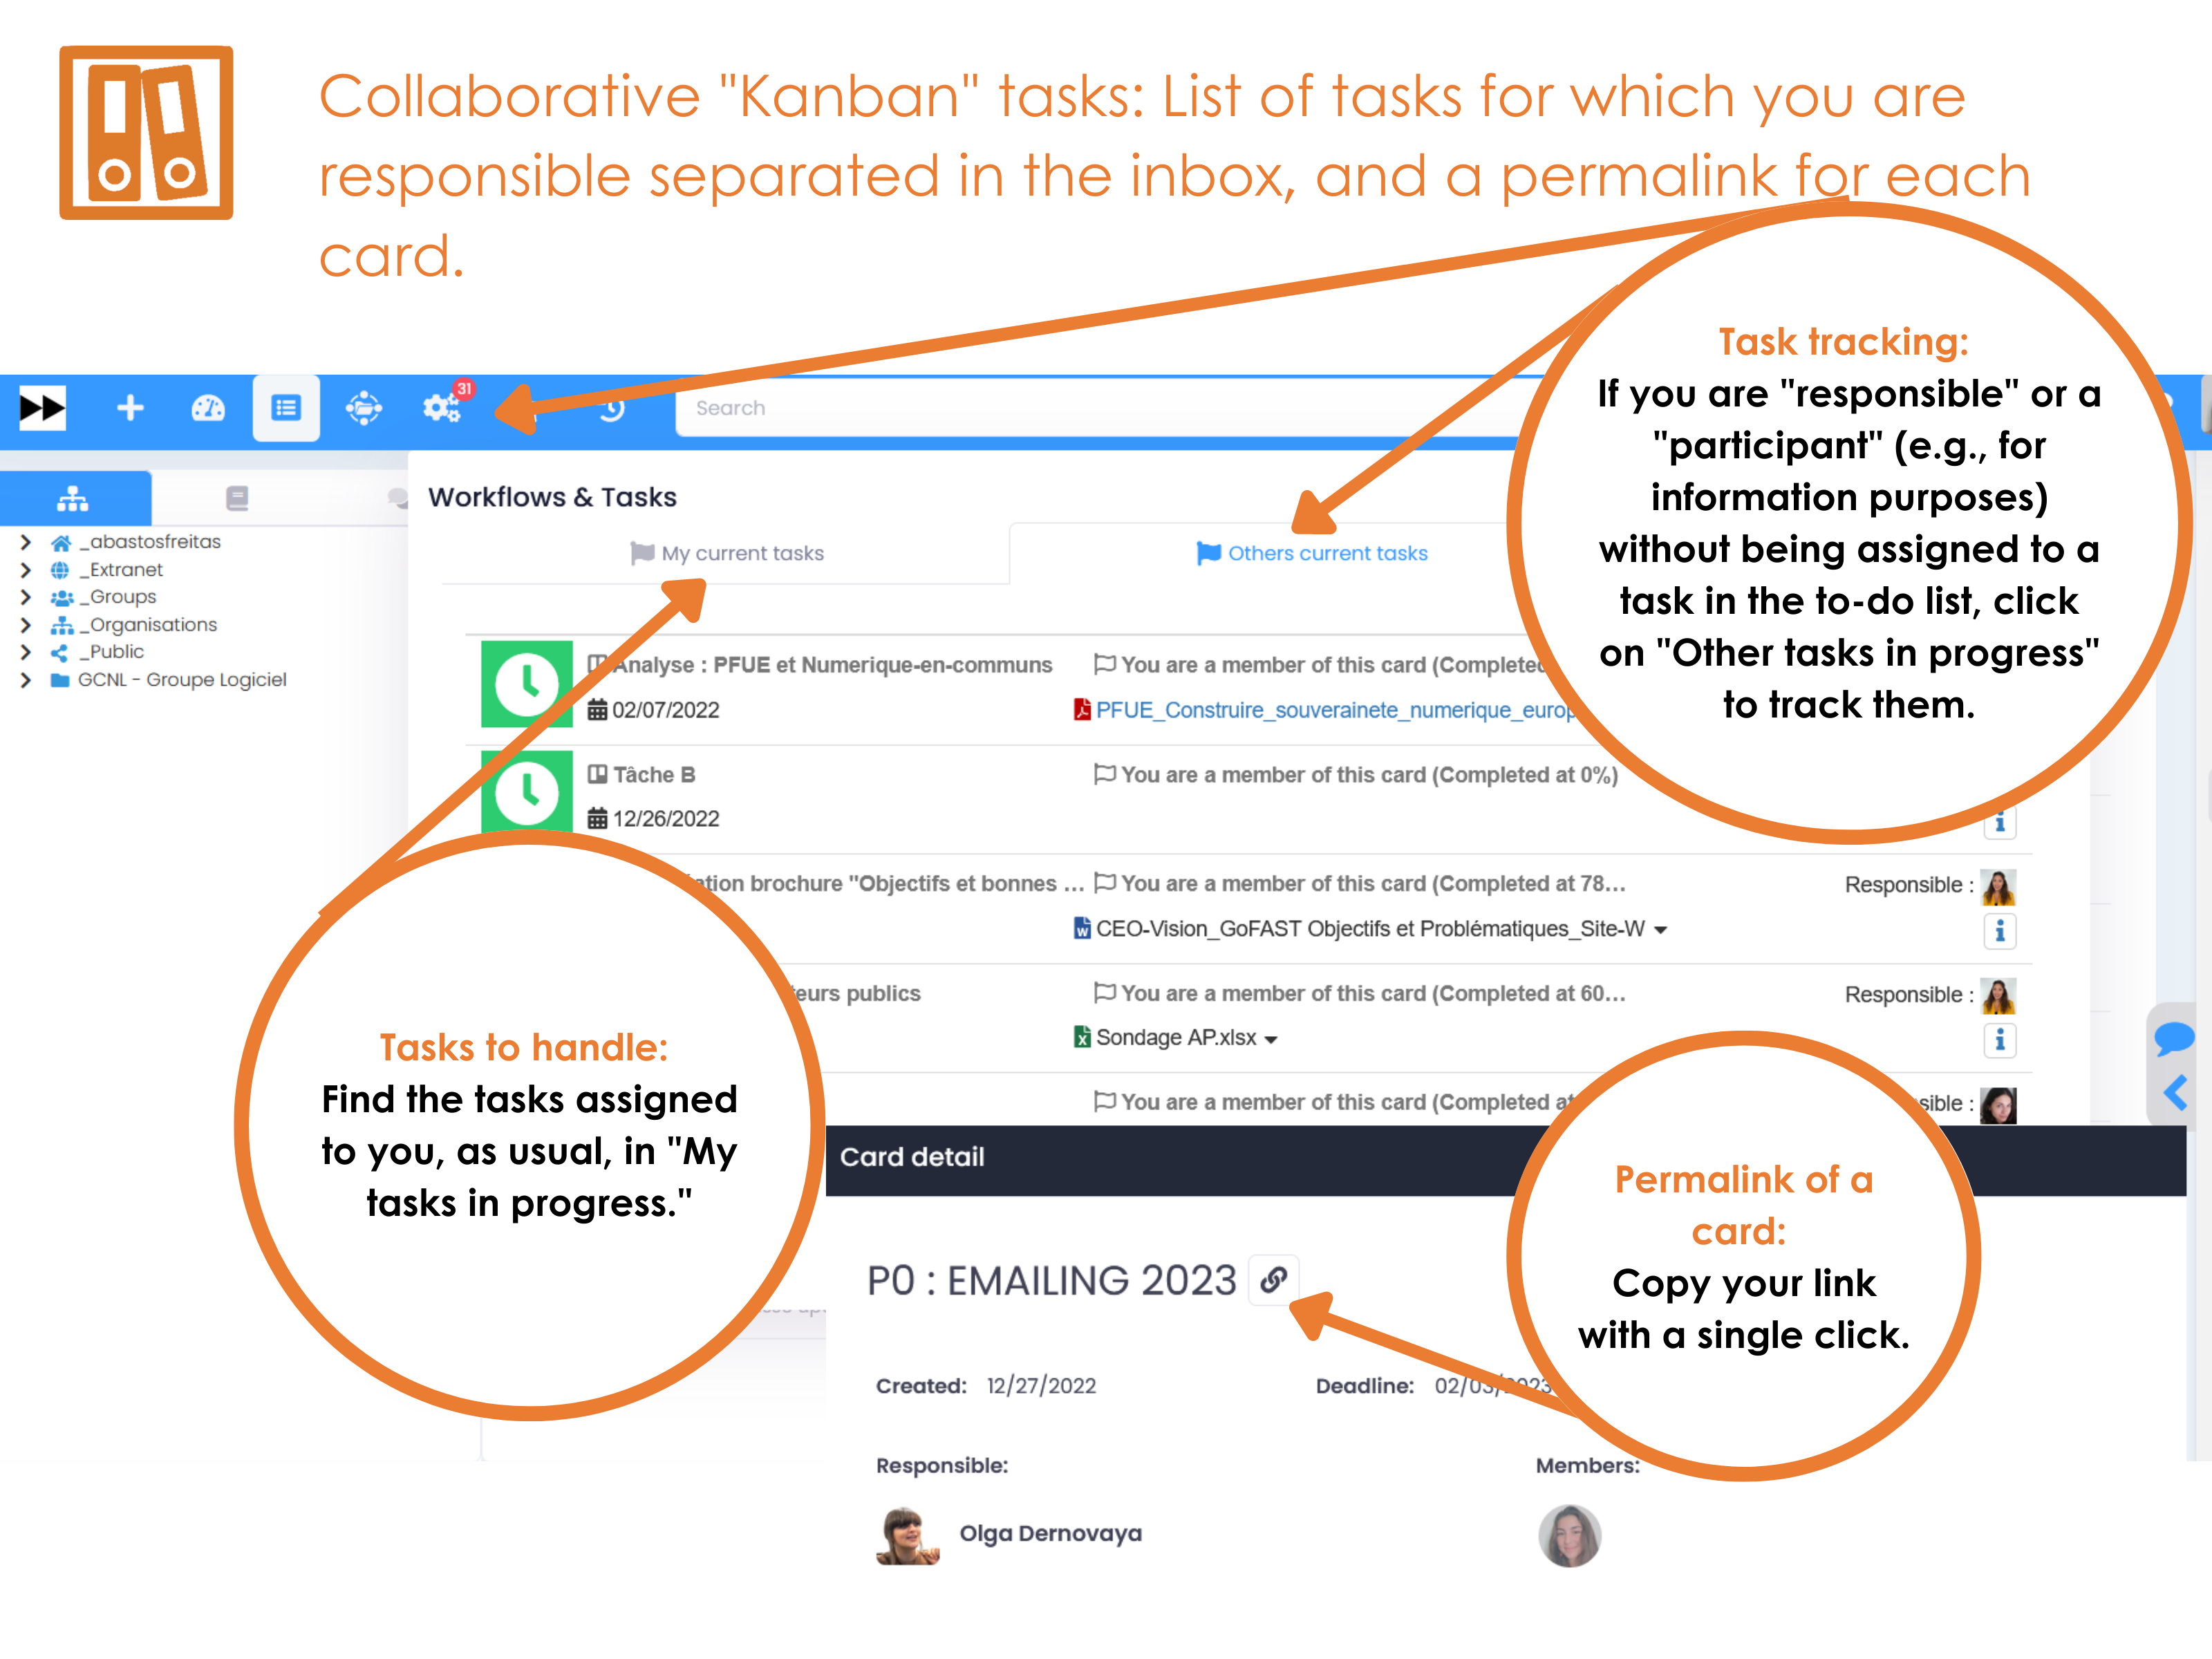 Collaborative "Kanban" tasks: List of tasks for which you are
responsible separated in the inbox, and a permalink for each
card.
31
Search
Task tracking:
If you are "responsible" or a
"participant" (e.g., for
information purposes)
without being assigned to a
task in the to-do list, click
on "Other tasks in progress"
to track them.
_abastosfreitas
_Extranet
_Groups
_Organisations
_Public
GCNL - Groupe Logiciel
Workflows & Tasks
My current tasks
Others current tasks
Analyse : PFUE et Numerique-en-communs
You are a member of this card (Completed
02/07/2022
PFUE_Construire_souverainete_numerique_europ
Tâche B
You are a member of this card (Completed at 0%)
12/26/2022
brochure "Objectifs et bonnes ...
You are a member of this card (Completed at 78...
Responsible :
CEO-Vision_GoFAST Objectifs et Problématiques_Site-W
publics
You are a member of this card (Completed at 60...
Responsible :
Sondage AP.xlsx
You are a member of this card (Completed
Tasks to handle:
Find the tasks assigned
to you, as usual, in "My
tasks in progress."
Card detail
Permalink of a
card:
Copy your link
with a single click.
P0 : EMAILING 2023
Created: 12/27/2022
Deadline: 02/03/2023
Responsible:
Members:
Olga Dernovaya